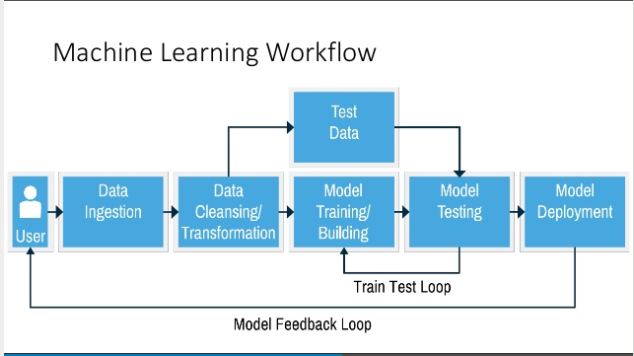 Machine Learning Workflow
Test
Data
User
Data
Ingestion
Data
Cleansing/
Transformation
Model
Training/
Building
Model
Testing
Model
Deployment
Train Test Loop
Model Feedback Loop